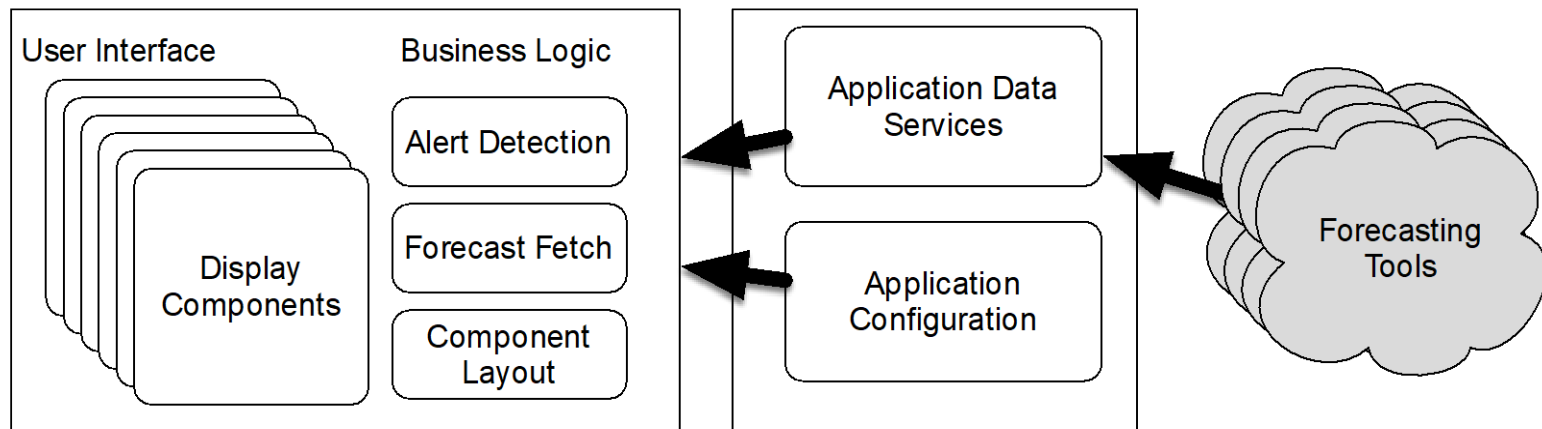 User Interface
Business Logic
Alert Detection
Forecast Fetch
Component
Layout
Display
Components
Application Data
Services
Application
Configuration
Forecasting
Tools